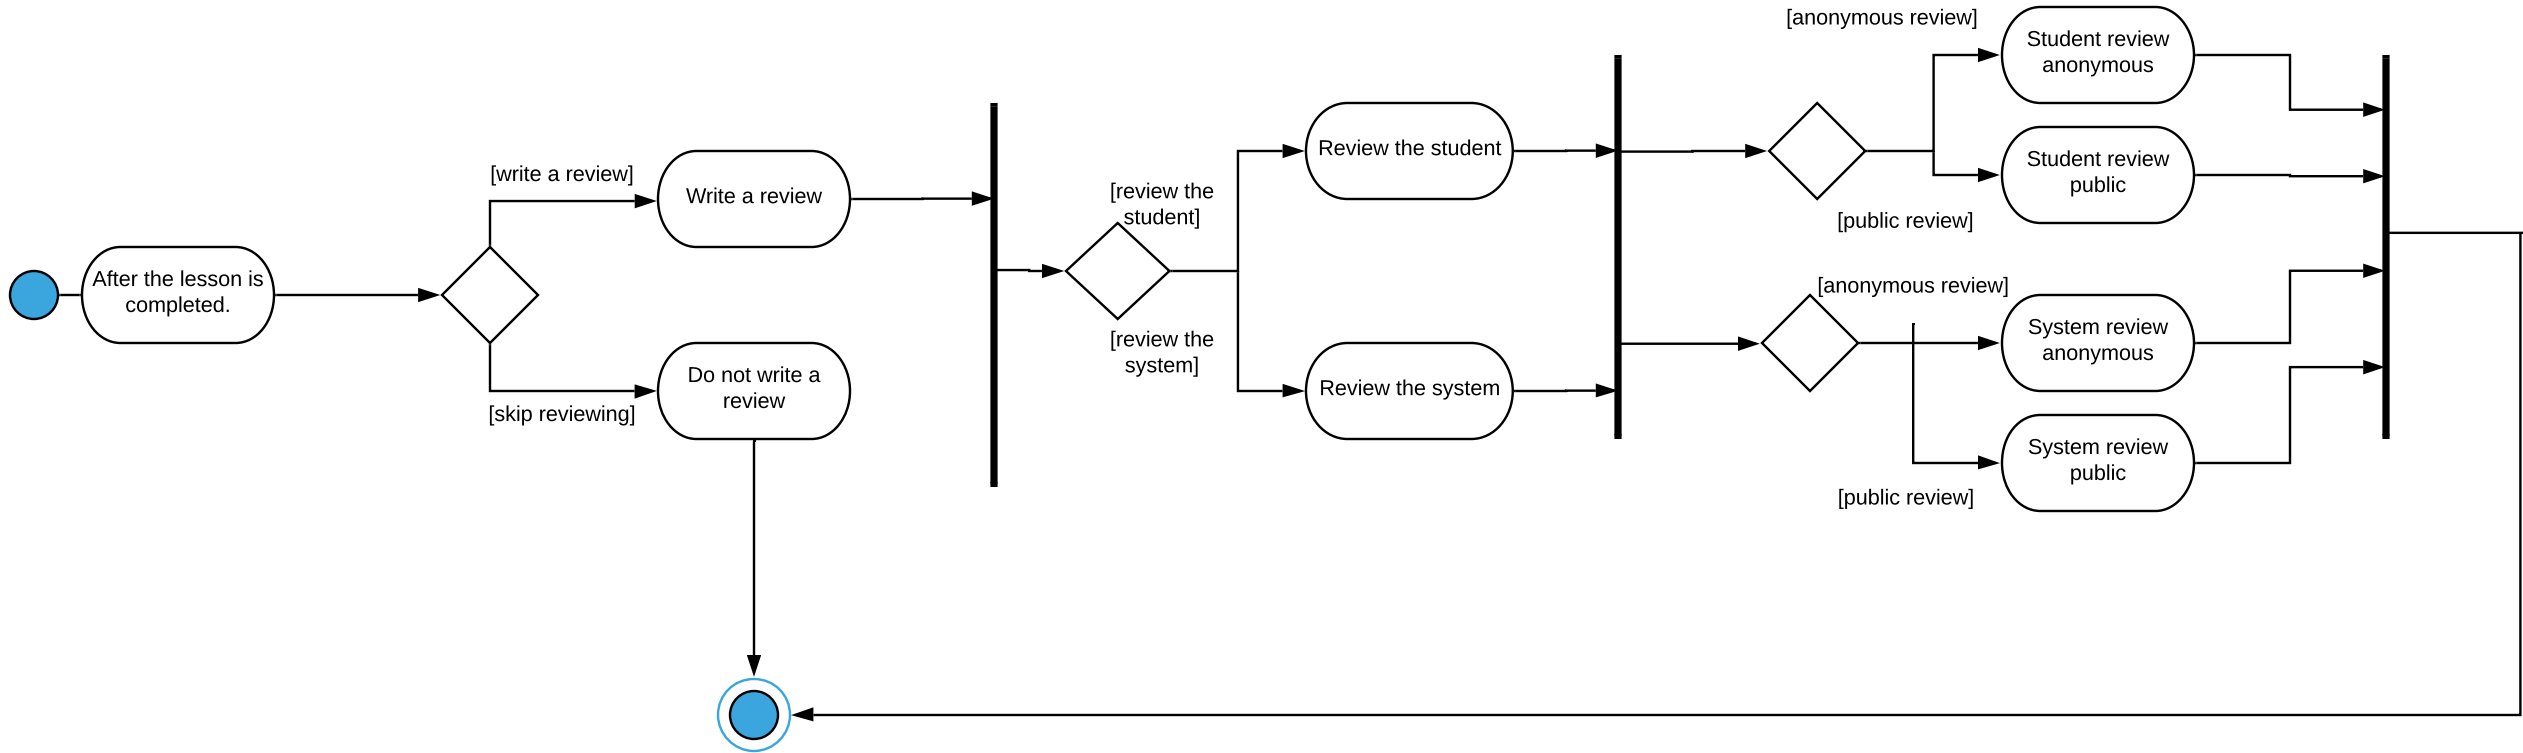 After the lesson is
completed.
[write a review]
[skip reviewing]
Write a review
Do not write a
review
[review the
student]
[review the
system]
Review the student
Review the system
[anonymous review]
[public review]
[anonymous review]
[public review]
Student review
anonymous
Student review
public
System review
anonymous
System review
public